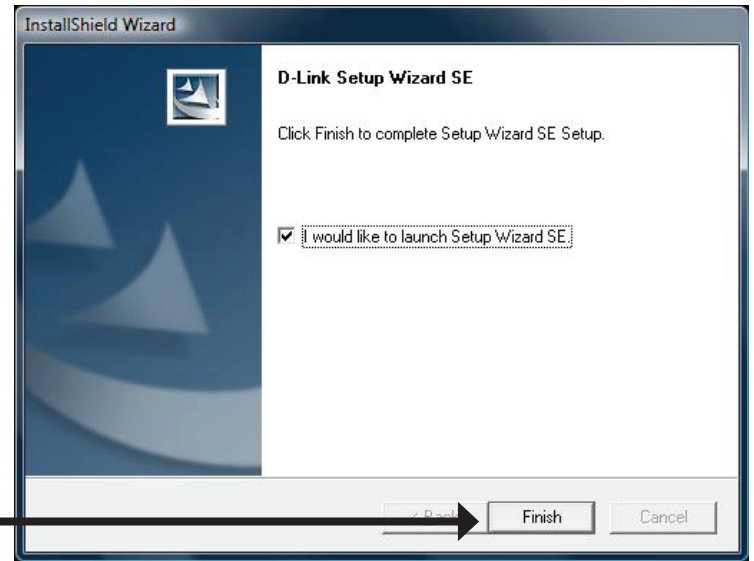 InstallShield Wizard
D-Link Setup Wizard SE
Click Finish to complete Setup Wizard SE Setup.
I would like to launch Setup Wizard SE.
Finish
Cancel